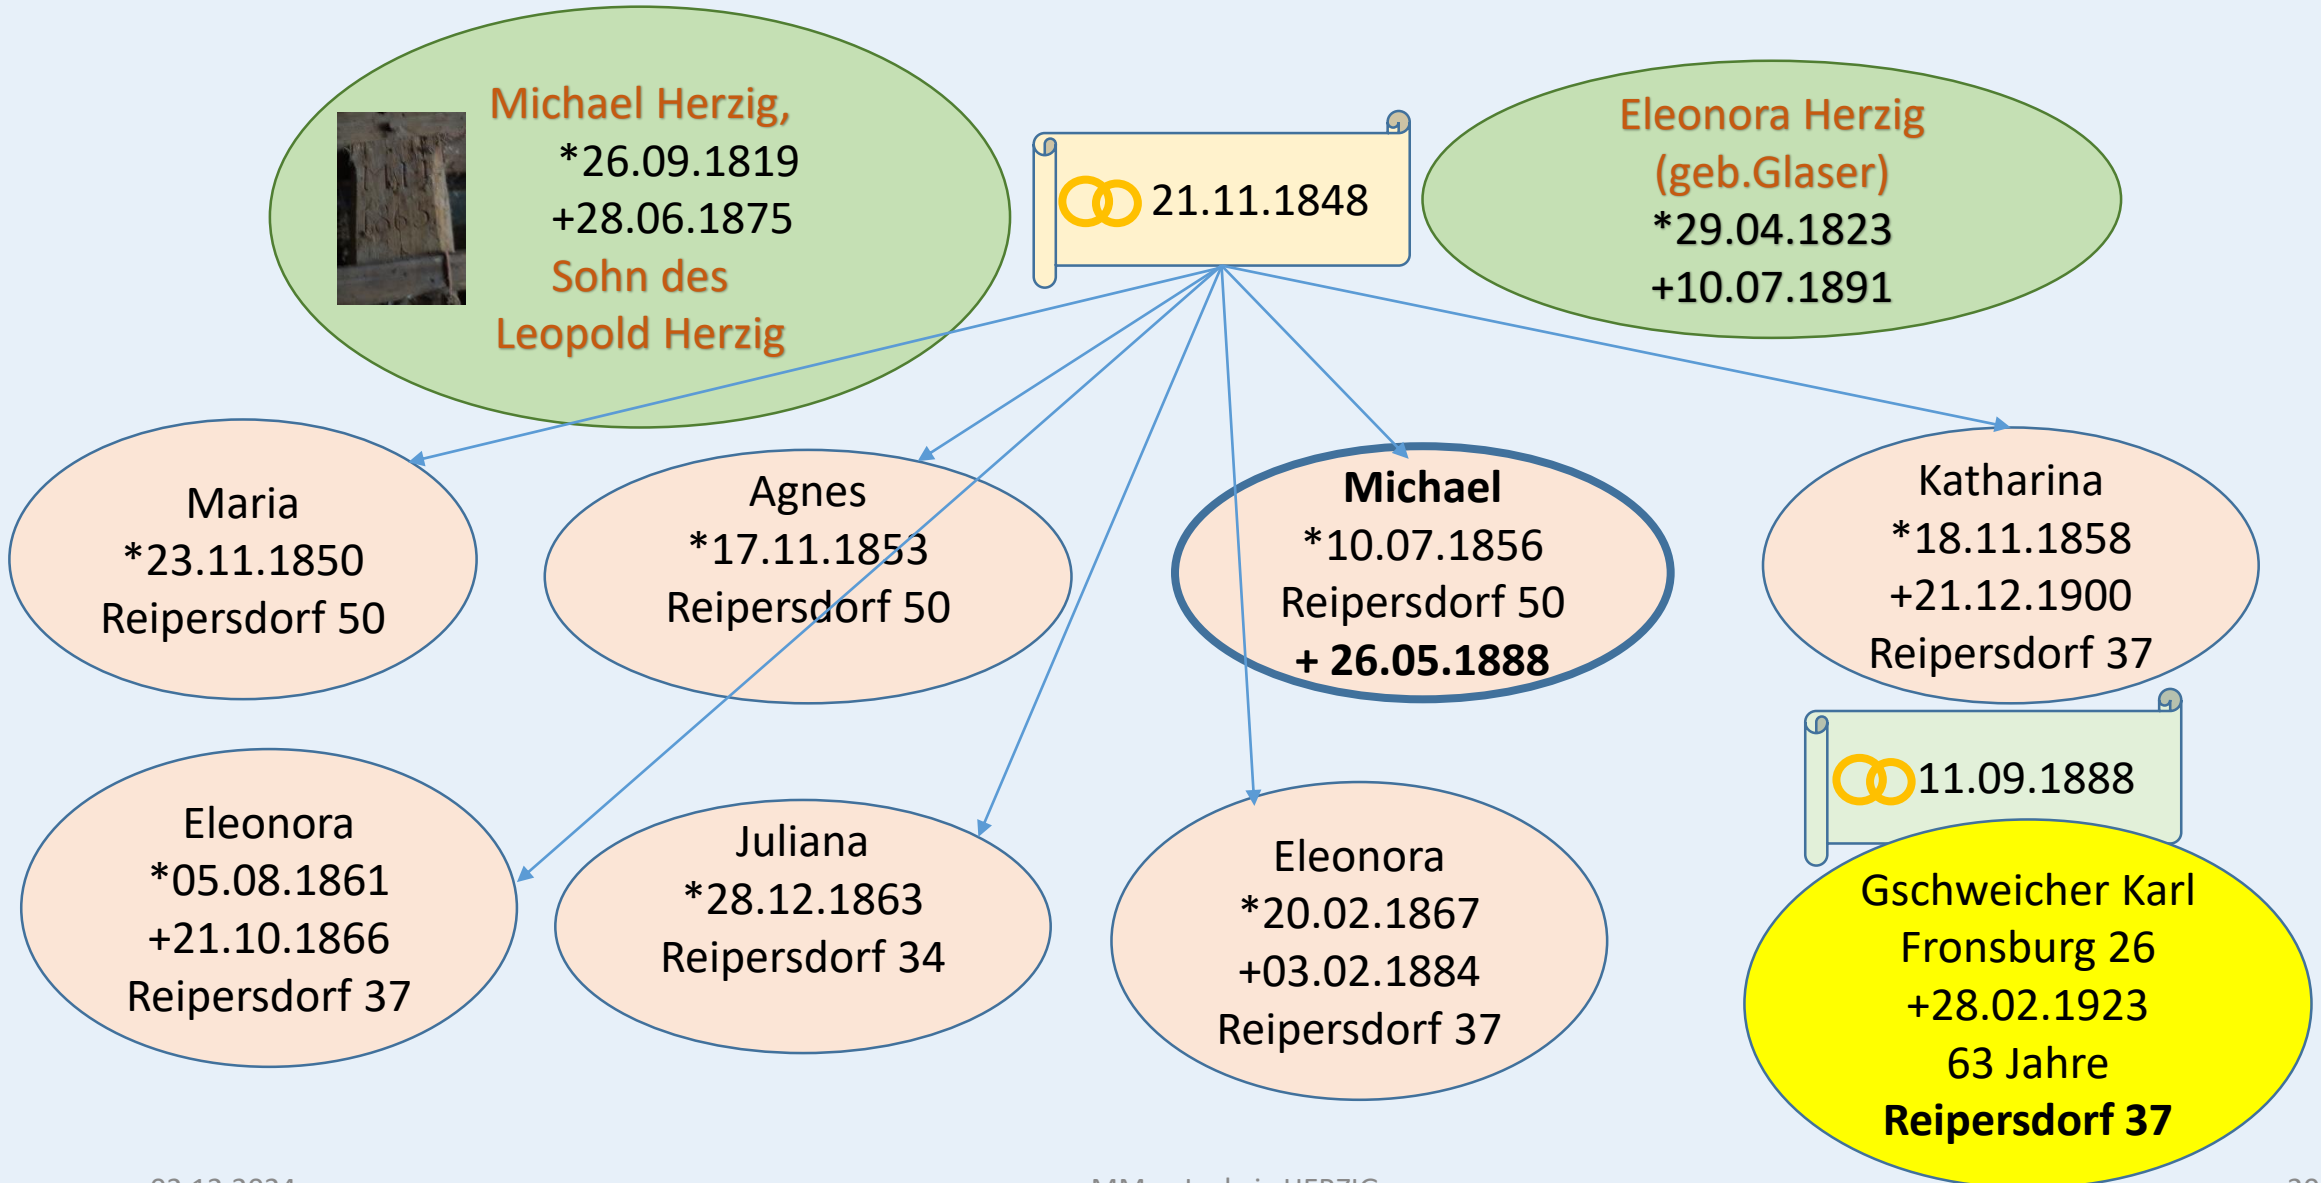 Michael Herzig,
*26.09.1819
+28.06.1875
Sohn des
Leopold Herzig
21.11.1848
Eleonora Herzig
(geb.Glaser)
*29.04.1823
+10.07.1891
Maria
*23.11.1850
Reipersdorf 50
Agnes
*17.11.1853
Reipersdorf 50
Michael
*10.07.1856
Reipersdorf 50
+ 26.05.1888
Katharina
*18.11.1858
+21.12.1900
Reipersdorf 37
11.09.1888
Gschweicher Karl
Fronsburg 26
+28.02.1923
63 Jahre
Reipersdorf 37
Eleonora
*05.08.1861
+21.10.1866
Reipersdorf 37
Juliana
*28.12.1863
Reipersdorf 34
Eleonora
*20.02.1867
+03.02.1884
Reipersdorf 37